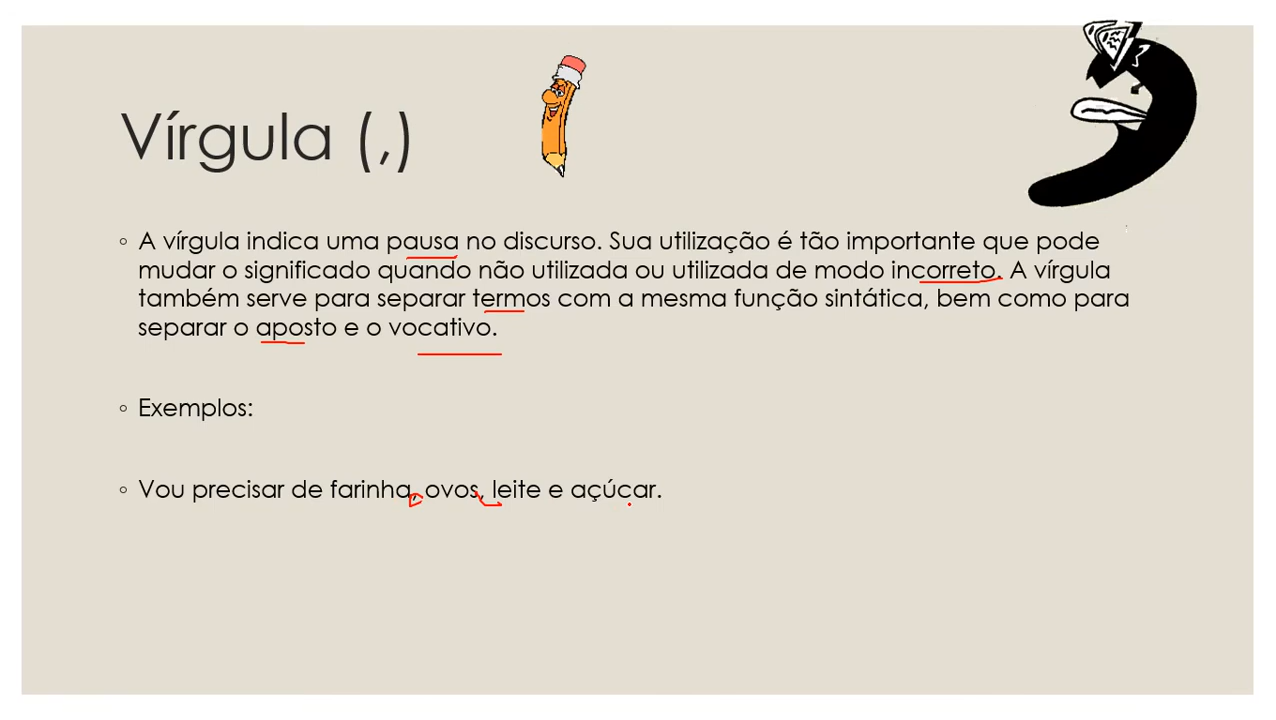 Vírgula (,)
◦ A vírgula indica uma pausa no discurso. Sua utilização é tão importante que pode
mudar o significado quando não utilizada ou utilizada de modo incorreto. A vírgula
também serve para separar termos com a mesma função sintática, bem como para
separar o aposto e o vocativo.
◦ Exemplos:
◦ Vou precisar de farinha, ovos, leite e açúcar.